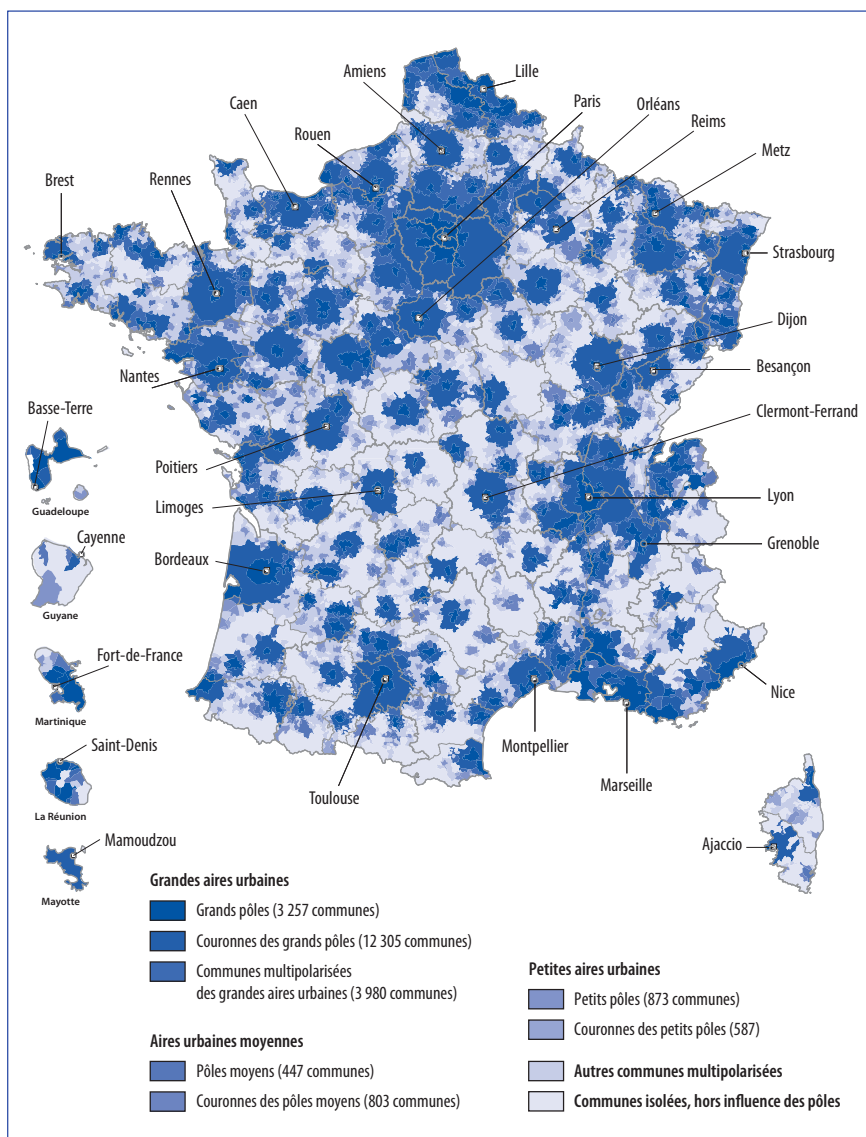 Lille
Amiens
Paris
Orléans
Caen
Reims
Rouen
Metz
Brest
Rennes
Strasbourg
Dijon
Nantes
Besançon
Basse-Terre
Clermont-Ferrand
Poitiers
Lyon
Limoges
Guadeloupe
Cayenne
Grenoble
Bordeaux
Guyane
Fort-de-France
Nice
Martinique
Montpellier
Saint-Denis
Marseille
Toulouse
La Réunion
Mamoudzou
Ajaccio
Mayotte
Grandes aires urbaines
Grands pôles (3 257 communes)
Couronnes des grands pôles (12 305 communes)
Communes multipolarisées
des grandes aires urbaines (3 980 communes)
Aires urbaines moyennes
Pôles moyens (447 communes)
Couronnes des pôles moyens (803 communes)
Petites aires urbaines
Petits pôles (873 communes)
Couronnes des petits pôles (587)
Autres communes multipolarisées
Communes isolées, hors influence des pôles